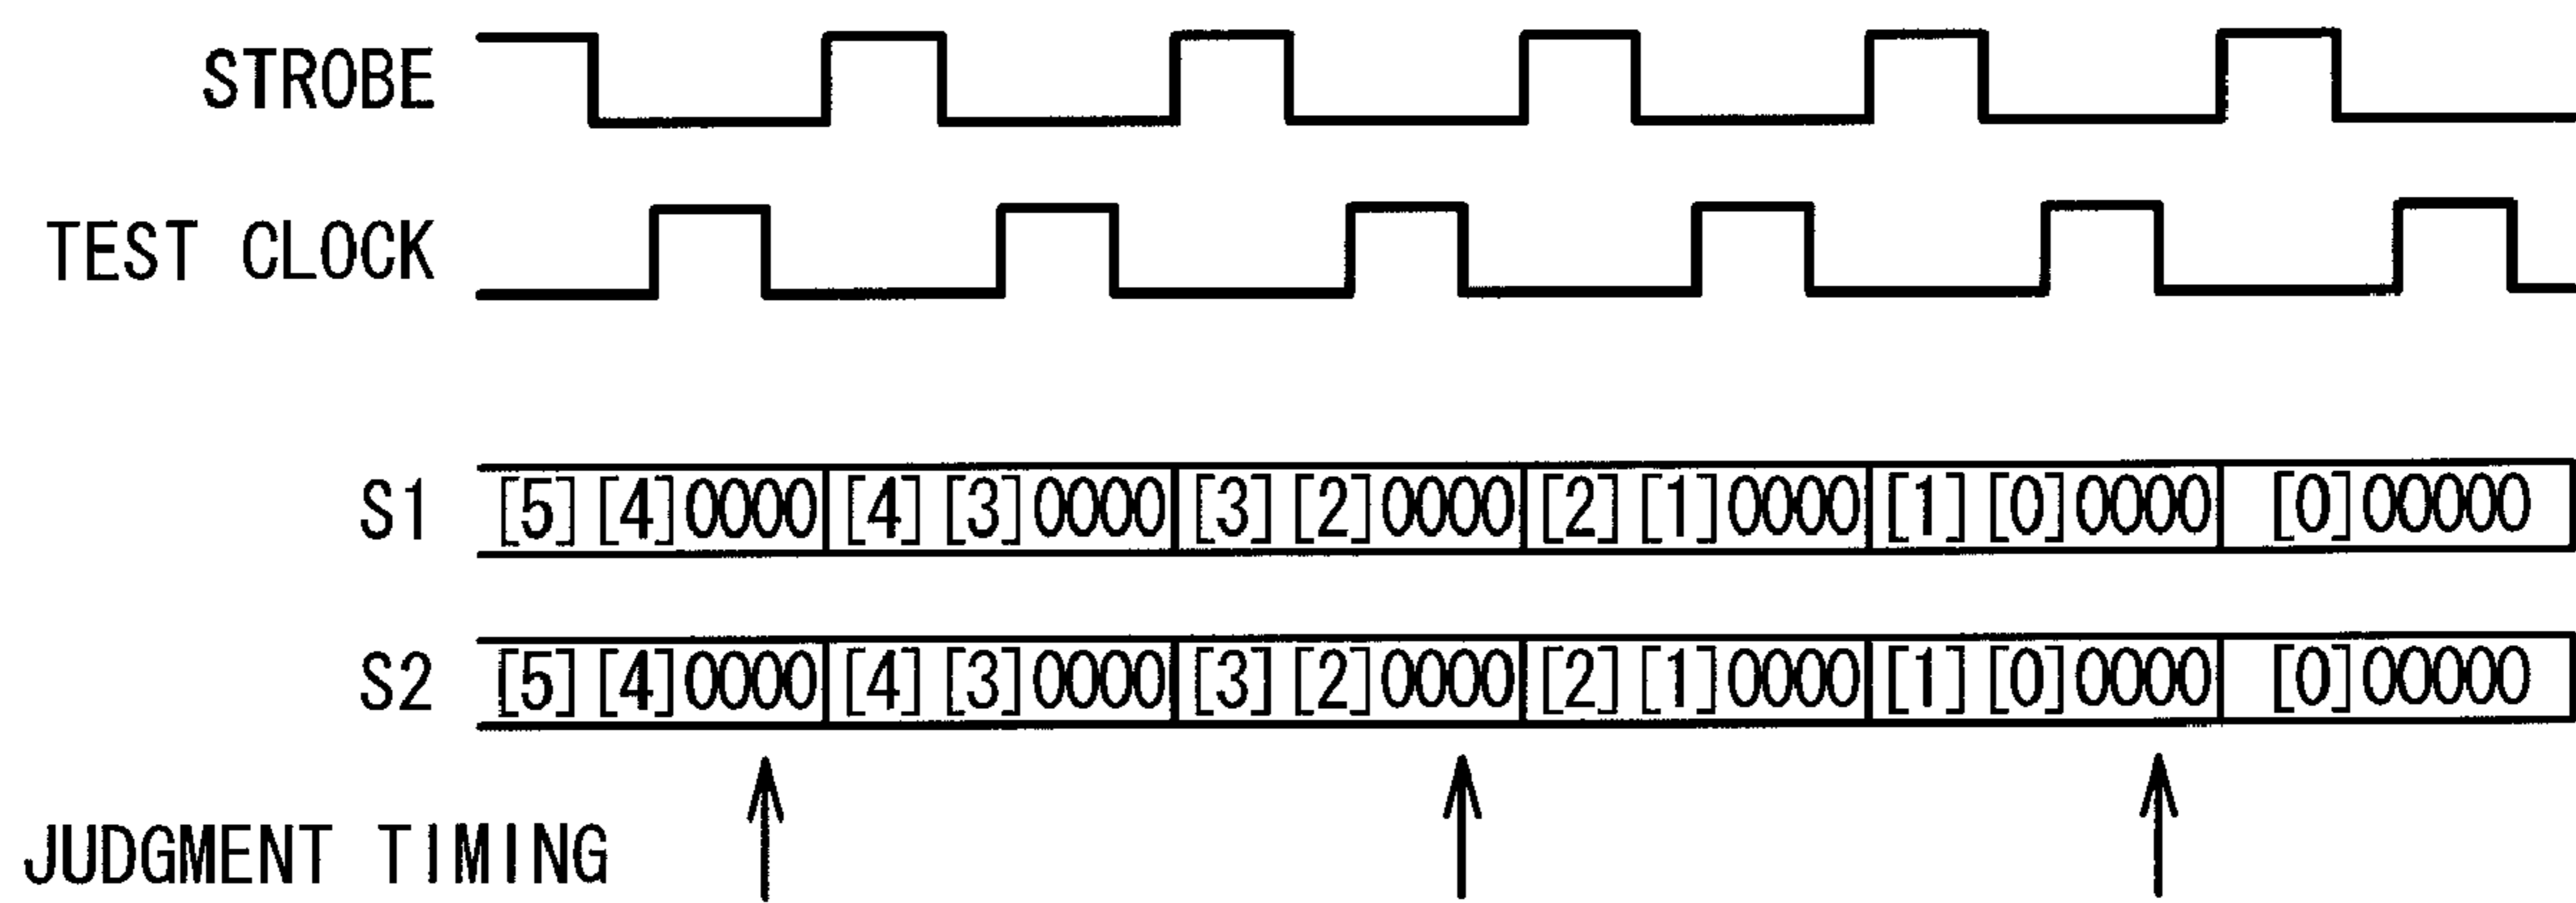 STROBE
TEST CLOCK
S1 [5][4]0000 [4][3]0000 [3][2]0000 [2][1]0000 [1][0]0000 [0]00000
S2 [5][4]0000 [4][3]0000 [3][2]0000 [2][1]0000 [1][0]0000 [0]00000
JUDGMENT TIMING